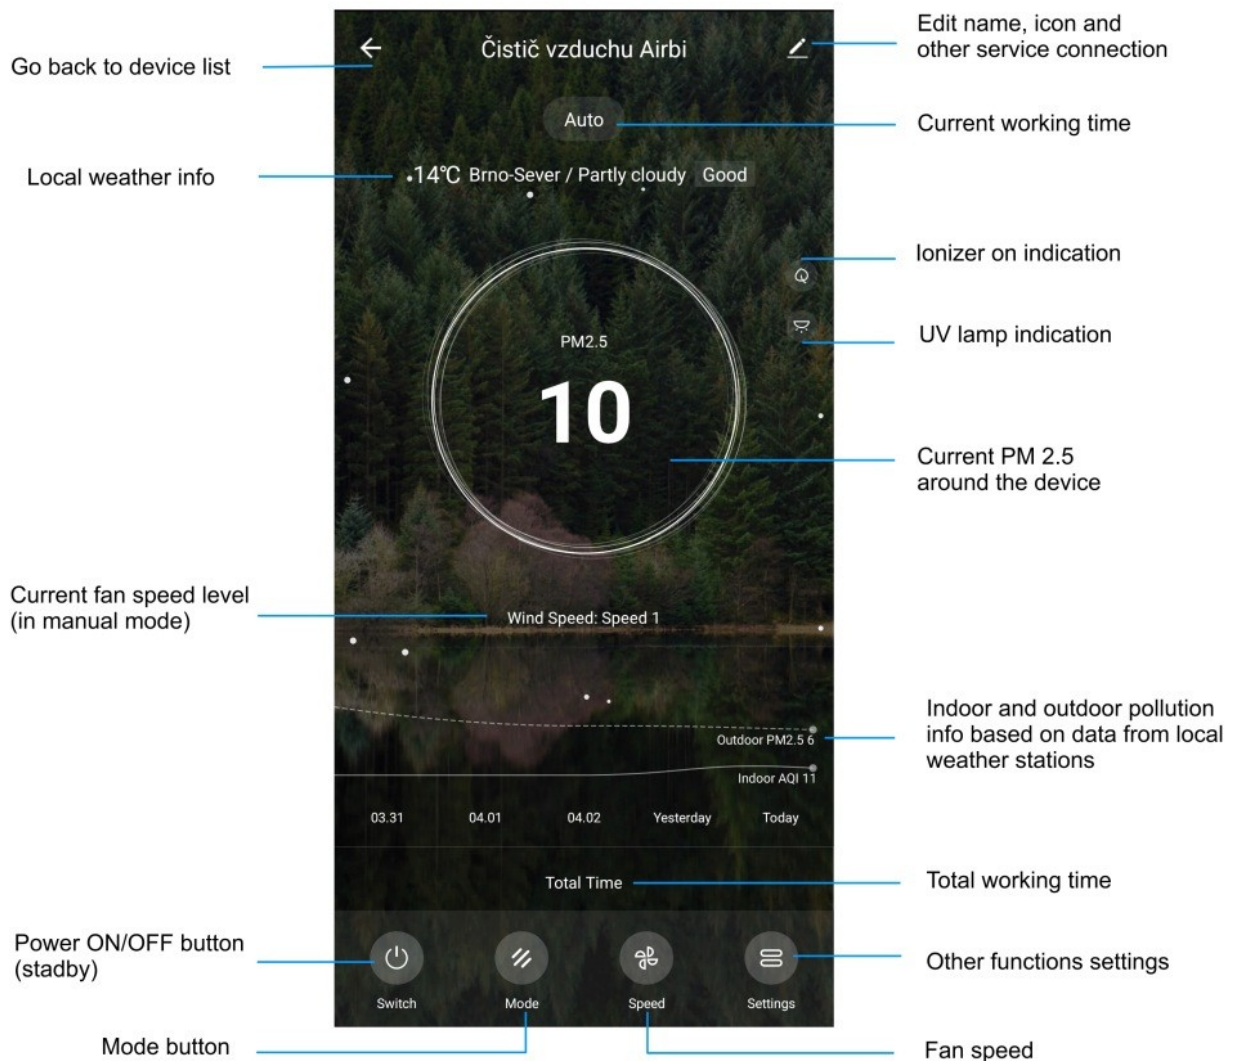 Edit name, icon and
other service connection
Čistič vzduchu Airbi
Go back to device list
Auto
Current working time
Local weather info
14°C Brno-Sever / Partly cloudy Good
Ionizer on indication
UV lamp indication
PM2.5
10
Current PM 2.5
around the device
Current fan speed level
(in manual mode)
Wind Speed: Speed 1
Indoor and outdoor pollution
info based on data from local
weather stations
Outdoor PM2.5 6
Indoor AQI 11
03.31 04.01 04.02 Yesterday Today
Total Time
Total working time
Power ON/OFF button
(stadby)
Other functions settings
Switch Mode Speed Settings
Mode button
Fan speed